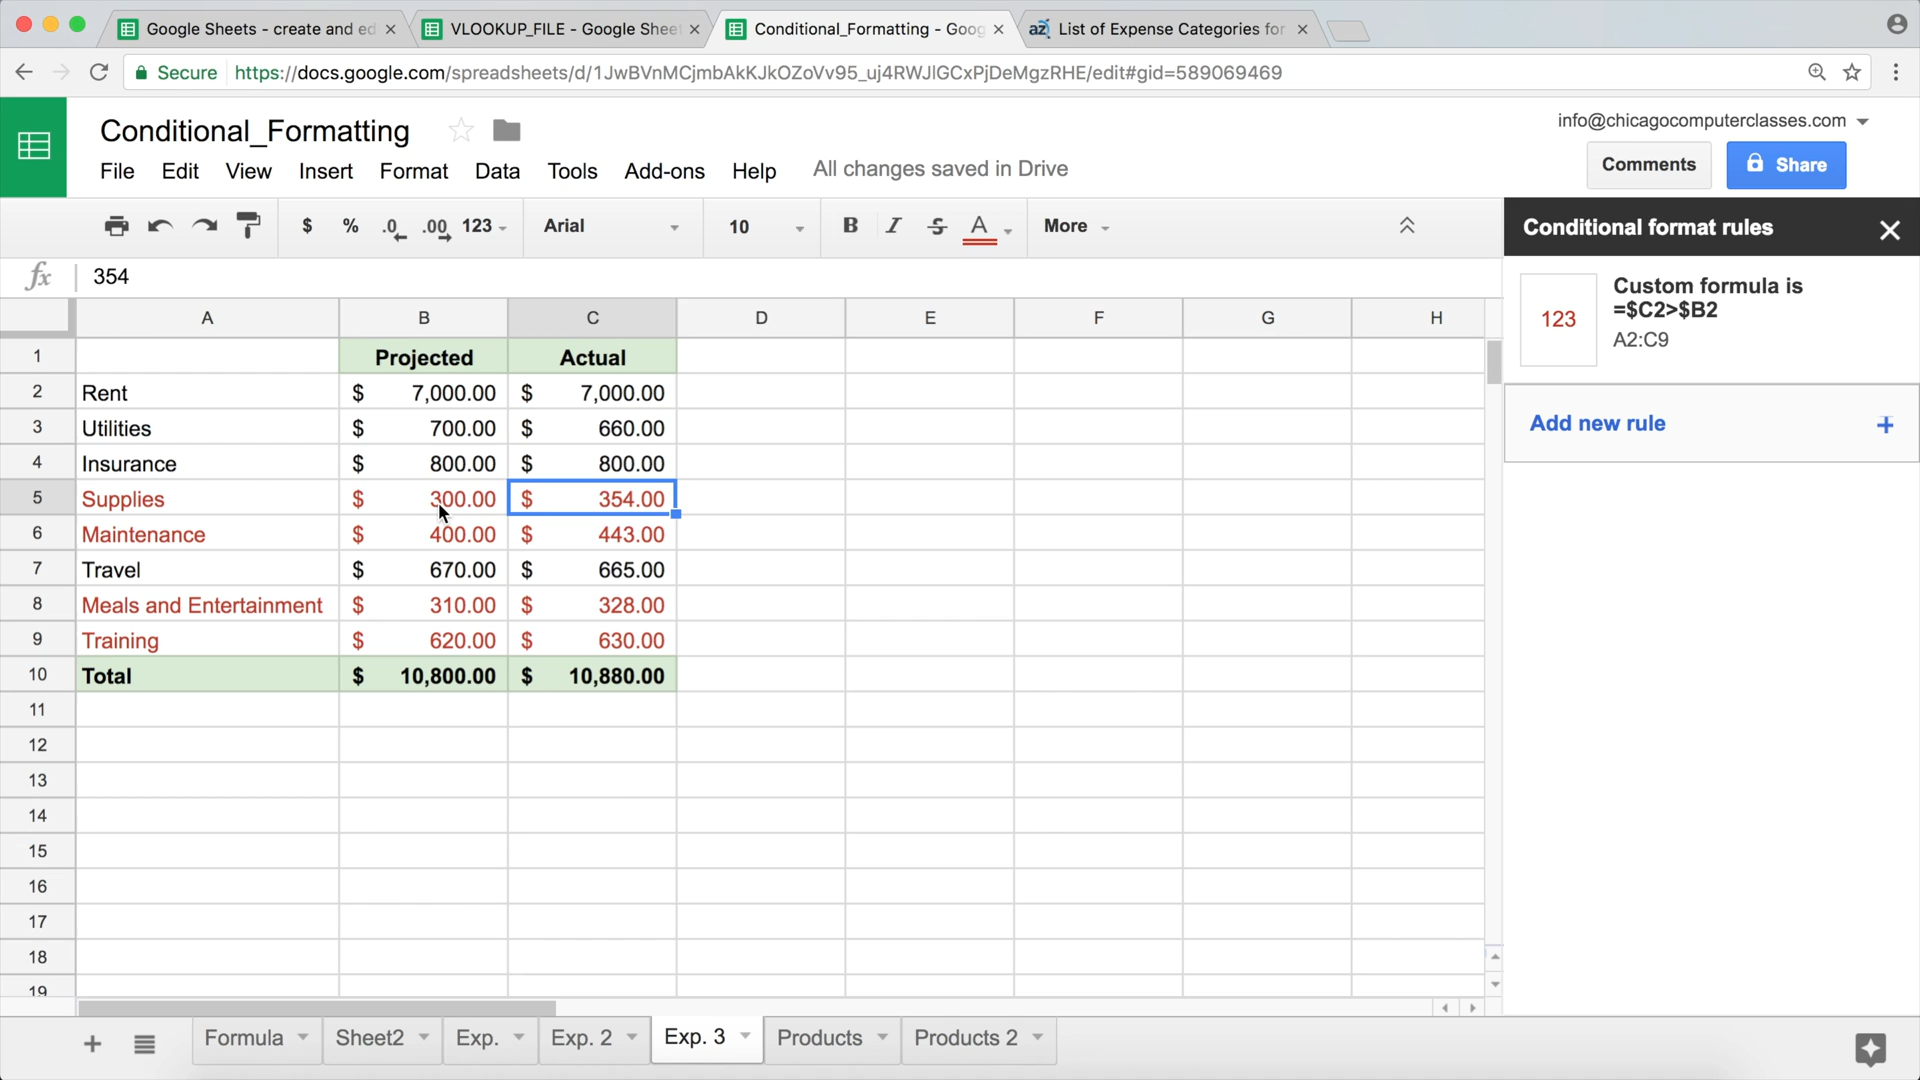 Google Sheets - create and ed
VLOOKUP_FILE - Google Sheet
Conditional_Formatting - Goog
az
List of Expense Categories for
Secure
https://docs.google.com/spreadsheets/d/1JwBVnMCjmbAkKJkOZoVv95_uj4RWJIGCxPjDeMgzRHE/edit#gid=589069469
Conditional_Formatting
info@chicagocomputerclasses.com
File Edit View Insert Format Data Tools Add-ons Help All changes saved in Drive
Comments
Share
$ % .0 .00 123 Arial 10 B I S A More
Conditional format rules
fx 354
123
Custom formula is
=$C2>$B2
A2:C9
Add new rule +
A B C D E F G H
1 Projected Actual
2 Rent $ 7,000.00 $ 7,000.00
3 Utilities $ 700.00 $ 660.00
4 Insurance $ 800.00 $ 800.00
5 Supplies $ 300.00 $ 354.00
6 Maintenance $ 400.00 $ 443.00
7 Travel $ 670.00 $ 665.00
8 Meals and Entertainment $ 310.00 $ 328.00
9 Training $ 620.00 $ 630.00
10 Total $ 10,800.00 $ 10,880.00
11
12
13
14
15
16
17
18
19
+ Formula Sheet2 Exp. Exp. 2 Exp. 3 Products Products 2